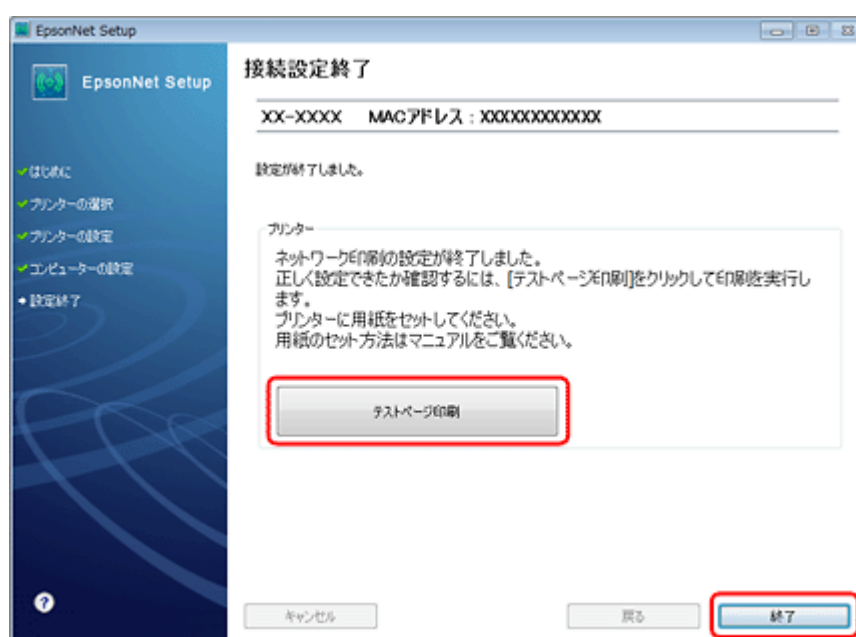 EpsonNet Setup
EpsonNet Setup
はじめに
プリンターの選択
プリンターの設定
コンピューターの設定
設定終了
接続設定終了
XX-XXXX MACアドレス : XXXXXXXXXXXX
設定が終了しました。
プリンター
ネットワーク印刷の設定が終了しました。
正しく設定できたか確認するには、[テストページ印刷]をクリックして印刷を実行し
ます。
プリンターに用紙をセットしてください。
用紙のセット方法はマニュアルをご覧ください。
テストページ印刷
キャンセル
戻る
終了